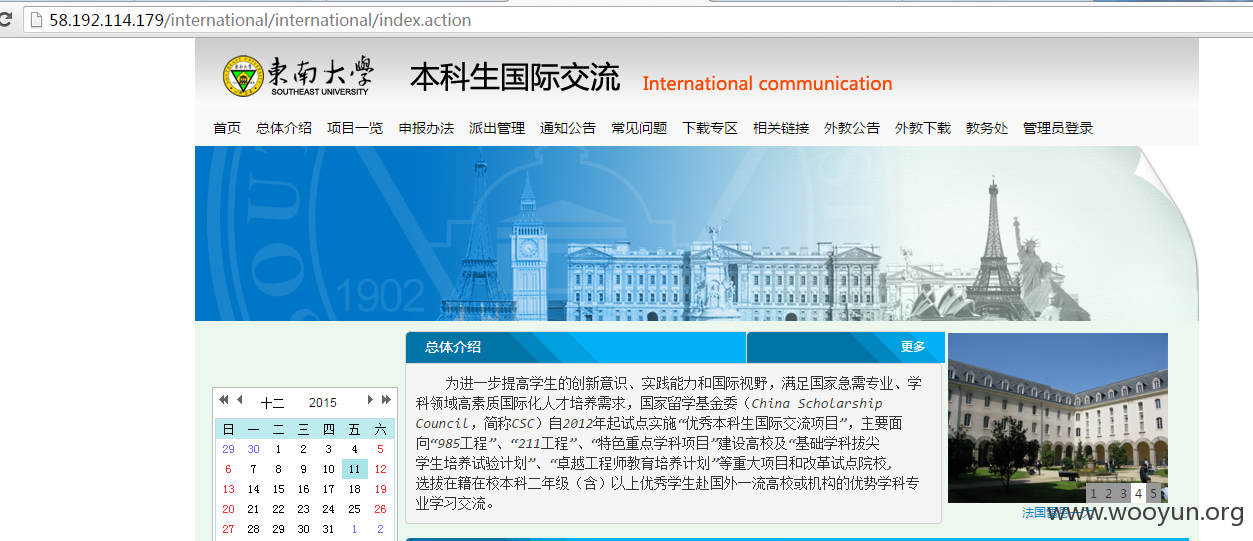 58.192.114.179/international/international/index.action
東南大學 本科生国际交流 International communication
SOUTHEAST UNIVERSITY
首页 总体介绍 项目一览 申报办法 派出管理 通知公告 常见问题 下载专区 相关链接 外教公告 外教下载 教务处 管理员登录
1902
总体介绍 更多
为进一步提高学生的创新意识、实践能力和国际视野，满足国家急需专业、学
科领域高素质国际化人才培养需求，国家留学基金委（China Scholarship
Council，简称CSC）自2012年起试点实施“优秀本科生国际交流项目”，主要面
向“985工程”、“211工程”、“特色重点学科项目”建设高校及“基础学科拔尖
学生培养试验计划”、“卓越工程师教育培养计划”等重大项目和改革试点院校，
选拔在籍在校本科二年级（含）以上优秀学生赴国外一流高校或机构的优势学科专
业学习交流。
十二 2015
日 一 二 三 四 五 六
29 30 1 2 3 4 5
6 7 8 9 10 11 12
13 14 15 16 17 18 19
20 21 22 23 24 25 26
27 28 29 30 31 1 2
1 2 3 4 5
法国
www.wooyun.org